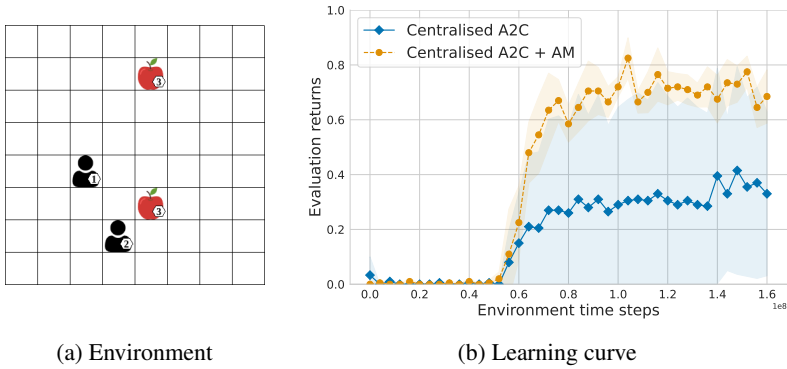 3
1
3
2
(a) Environment
1.0
0.8
0.6
0.4
0.2
0.0
Evaluation returns
Centralised A2C
Centralised A2C + AM
0.0 0.2 0.4 0.6 0.8 1.0 1.2 1.4 1.6
1e8
Environment time steps
(b) Learning curve